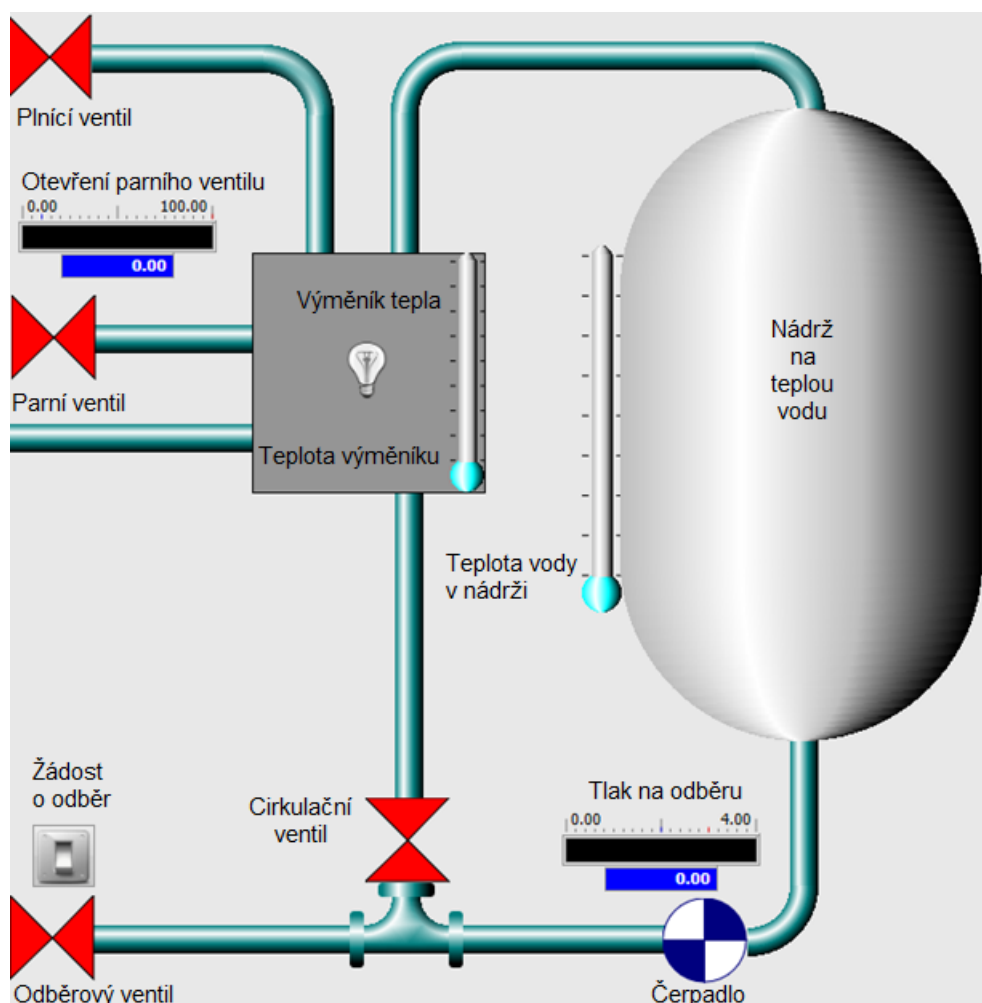 Plnící ventil
Otevření parního ventilu
0.00 100.00
0.00
Výměník tepla
Parní ventil
Teplota výměníku
Nádrž
na
teplou
vodu
Teplota vody
v nádrži
Žádost
o odběr
Cirkulační
ventil
Tlak na odběru
0.00 4.00
0.00
Odběrový ventil
Čerpadlo